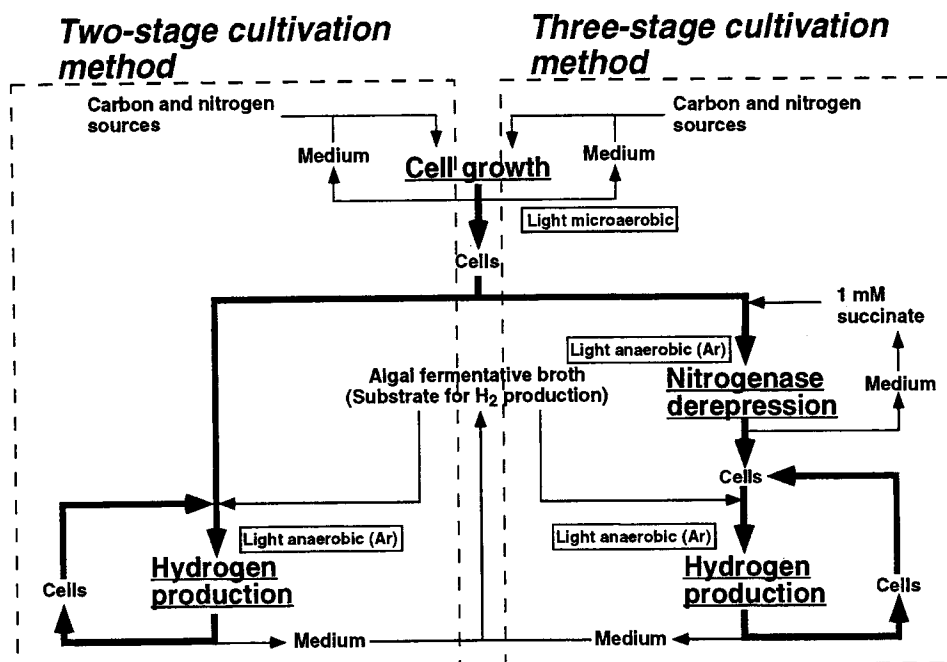 Two-stage cultivation
method
Three-stage cultivation
method
Carbon and nitrogen
sources
Carbon and nitrogen
sources
Medium
Medium
Cell growth
Light microaerobic
Cells
1 mM
succinate
Light anaerobic (Ar)
Algal fermentative broth
(Substrate for H2 production)
Nitrogenase
derepression
Medium
Cells
Light anaerobic (Ar)
Light anaerobic (Ar)
Hydrogen
production
Hydrogen
production
Cells
Cells
Medium
Medium